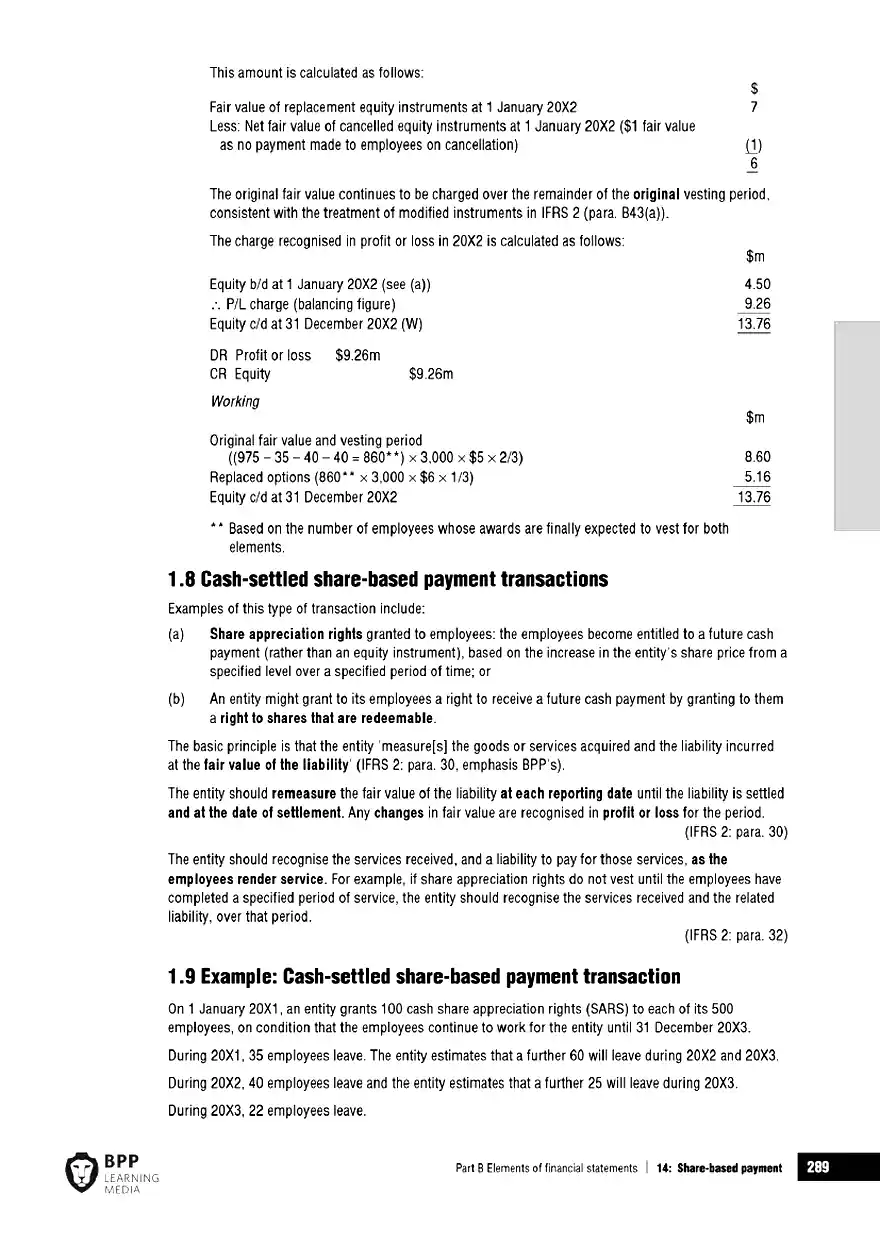 This amount is calculated as follows:
$
Fair value of replacement equity instruments at 1 January 20X2 7
Less: Net fair value of cancelled equity instruments at 1 January 20X2 ($1 fair value
as no payment made to employees on cancellation) (1)
6
The original fair value continues to be charged over the remainder of the original vesting period,
consistent with the treatment of modified instruments in IFRS 2 (para. B43(a)).
The charge recognised in profit or loss in 20X2 is calculated as follows:
$m
Equity b/d at 1 January 20X2 (see (a)) 4.50
∴ P/L charge (balancing figure) 9.26
Equity c/d at 31 December 20X2 (W) 13.76
DR Profit or loss $9.26m
CR Equity $9.26m
Working
$m
Original fair value and vesting period
((975 – 35 – 40 – 40 = 860**) × 3,000 × $5 × 2/3) 8.60
Replaced options (860** × 3,000 × $6 × 1/3) 5.16
Equity c/d at 31 December 20X2 13.76
** Based on the number of employees whose awards are finally expected to vest for both
elements.
1.8 Cash-settled share-based payment transactions
Examples of this type of transaction include:
(a) Share appreciation rights granted to employees: the employees become entitled to a future cash
payment (rather than an equity instrument), based on the increase in the entity's share price from a
specified level over a specified period of time; or
(b) An entity might grant to its employees a right to receive a future cash payment by granting to them
a right to shares that are redeemable.
The basic principle is that the entity 'measure[s] the goods or services acquired and the liability incurred
at the fair value of the liability' (IFRS 2: para. 30, emphasis BPP's).
The entity should remeasure the fair value of the liability at each reporting date until the liability is settled
and at the date of settlement. Any changes in fair value are recognised in profit or loss for the period.
(IFRS 2: para. 30)
The entity should recognise the services received, and a liability to pay for those services, as the
employees render service. For example, if share appreciation rights do not vest until the employees have
completed a specified period of service, the entity should recognise the services received and the related
liability, over that period.
(IFRS 2: para. 32)
1.9 Example: Cash-settled share-based payment transaction
On 1 January 20X1, an entity grants 100 cash share appreciation rights (SARS) to each of its 500
employees, on condition that the employees continue to work for the entity until 31 December 20X3.
During 20X1, 35 employees leave. The entity estimates that a further 60 will leave during 20X2 and 20X3.
During 20X2, 40 employees leave and the entity estimates that a further 25 will leave during 20X3.
During 20X3, 22 employees leave.
BPP
LEARNING
MEDIA
Part B Elements of financial statements | 14: Share-based payment 289